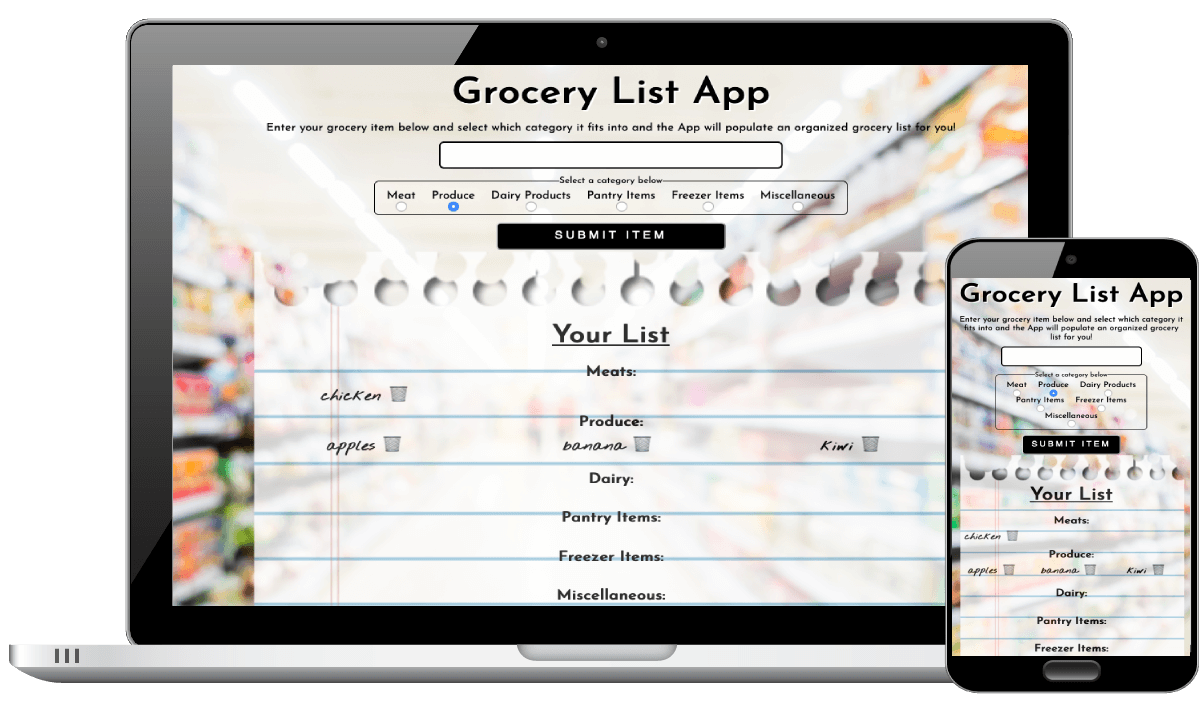 Grocery List App
Enter your grocery item below and select which category it fits into and the App will populate an organized grocery list for you!
Select a category below
Meat Produce Dairy Products Pantry Items Freezer Items Miscellaneous
SUBMIT ITEM
Your List
Meats:
chicken
Produce:
apples banana kiwi
Dairy:
Pantry Items:
Freezer Items:
Miscellaneous:
Grocery List App
Enter your grocery item below and select which category it
fits into and the App will populate an organized grocery
list for you!
Select a category below
Meat Produce Dairy Products
Pantry Items Freezer Items
Miscellaneous
SUBMIT ITEM
Your List
Meats:
chicken
Produce:
apples banana kiwi
Dairy:
Pantry Items:
Freezer Items: